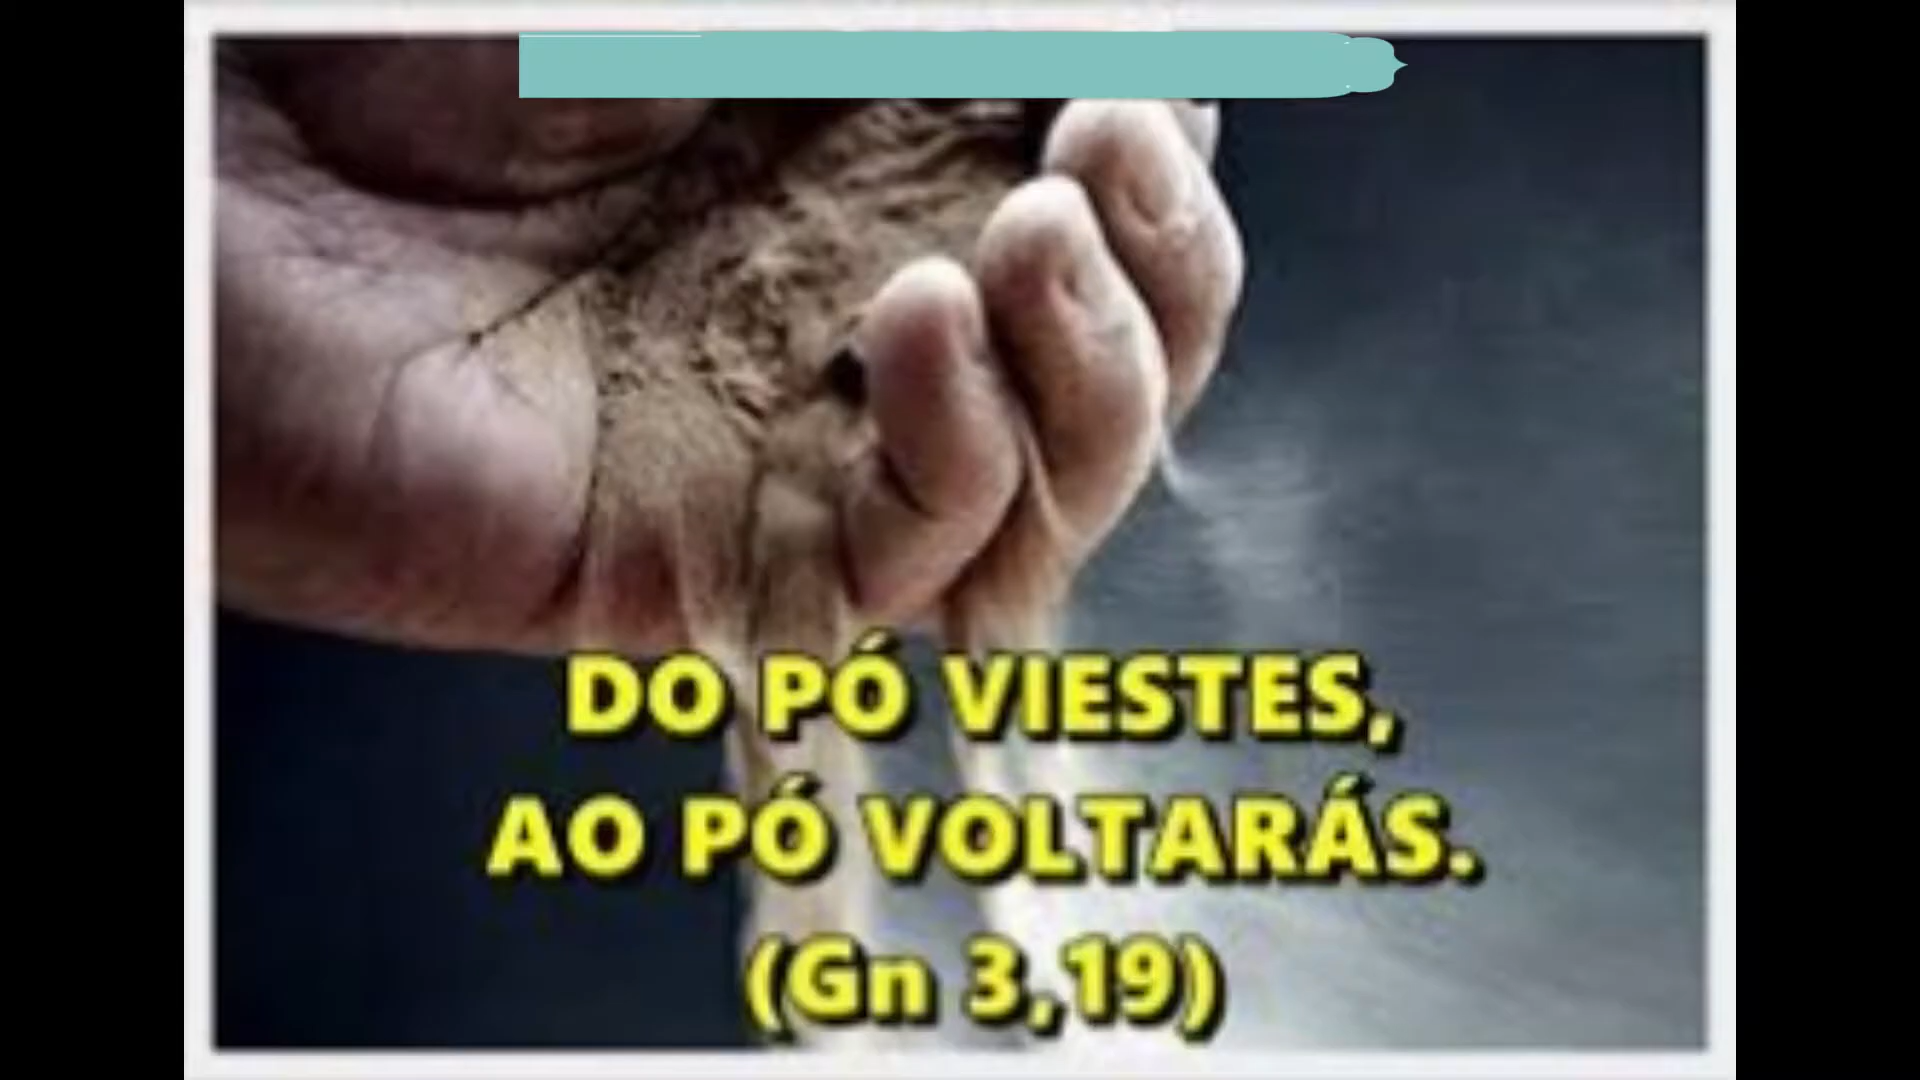 DO PÓ VIESTES,
AO PÓ VOLTARÁS.
(Gn 3,19)